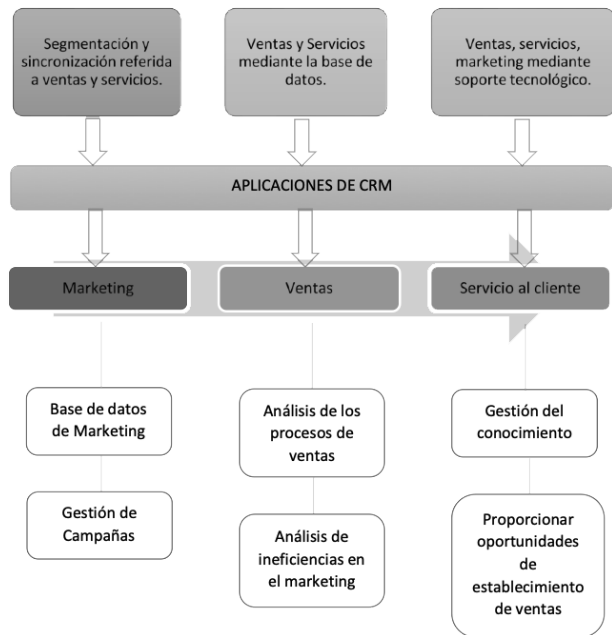 Segmentación y
sincronización referida
a ventas y servicios.
Ventas y Servicios
mediante la base de
datos.
Ventas, servicios,
marketing mediante
soporte tecnológico.
APLICACIONES DE CRM
Marketing
Ventas
Servicio al cliente
Base de datos
de Marketing
Análisis de los
procesos de
ventas
Gestión del
conocimiento
Gestión de
Campañas
Análisis de
ineficiencias en
el marketing
Proporcionar
oportunidades
de
establecimiento
de ventas